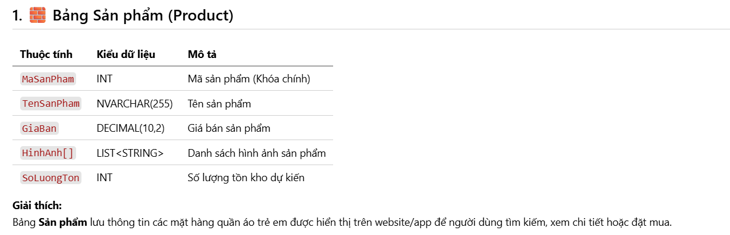 1. 🧱 Bảng Sản phẩm (Product)
Thuộc tính Kiểu dữ liệu Mô tả
MaSanPham INT Mã sản phẩm (Khóa chính)
TenSanPham NVARCHAR(255) Tên sản phẩm
GiaBan DECIMAL(10,2) Giá bán sản phẩm
HinhAnh[] LIST<STRING> Danh sách hình ảnh sản phẩm
SoLuongTon INT Số lượng tồn kho dự kiến
Giải thích:
Bảng Sản phẩm lưu thông tin các mặt hàng quần áo trẻ em được hiển thị trên website/app để người dùng tìm kiếm, xem chi tiết hoặc đặt mua.